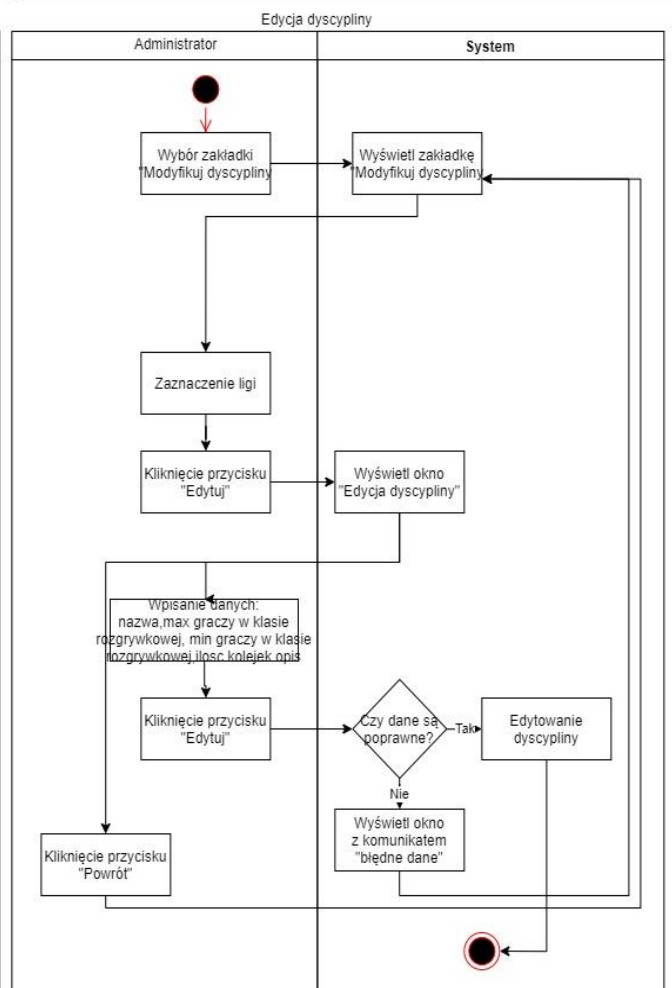 Edycja dyscypliny
Administrator
System
Wybór zakładki
"Modyfikuj dyscypliny
Wyświetl zakładkę
"Modyfikuj dyscypliny
Zaznaczenie ligi
Kliknięcie przycisku
"Edytuj"
Wyświetl okno
"Edycja dyscypliny"
Wpisanie danych:
nazwa,max graczy w klasie
rozgrywkowej, min graczy w klasie
rozgrywkowej,ilosc kolejek opis
Kliknięcie przycisku
"Edytuj"
Czy dane są
poprawne?
Tak
Edytowanie
dyscypliny
Nie
Wyświetl okno
z komunikatem
"błędne dane"
Kliknięcie przycisku
"Powrót"